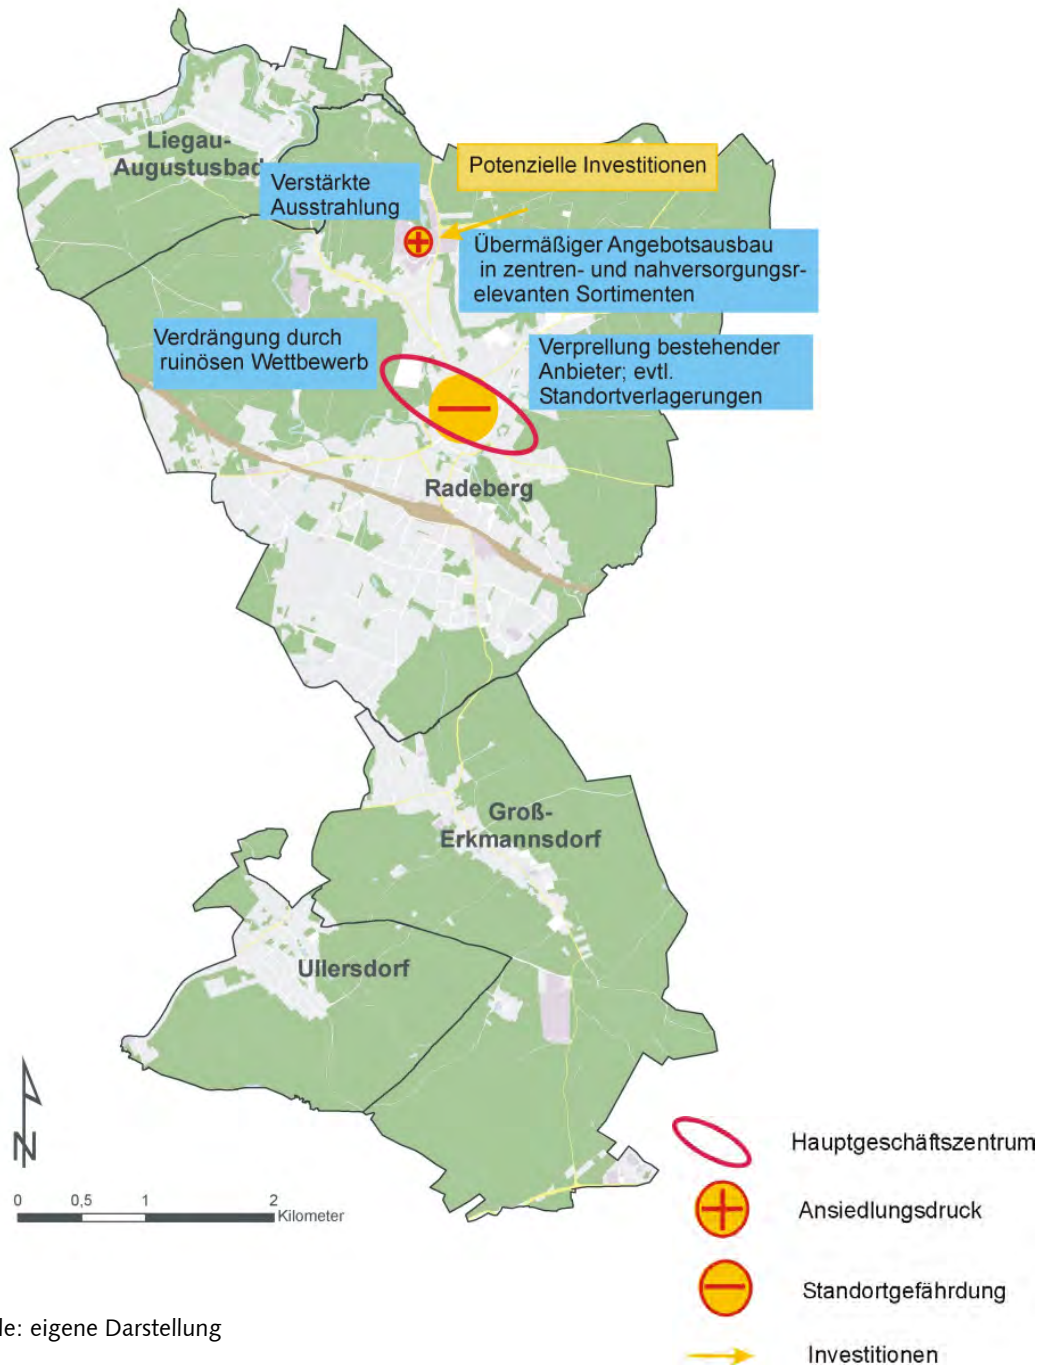 Liegau-
Augustusbad
Verstärkte
Ausstrahlung
Potenzielle Investitionen
Übermäßiger Angebotsausbau
in zentren- und nahversorgungsr-
elevanten Sortimenten
Verdrängung durch
ruinösen Wettbewerb
Verprellung bestehender
Anbieter; evtl.
Standortverlagerungen
Radeberg
Groß-
Erkmannsdorf
Ullersdorf
N
0 0,5 1 2
Kilometer
Hauptgeschäftszentrum
Ansiedlungsdruck
Standortgefährdung
Investitionen
le: eigene Darstellung